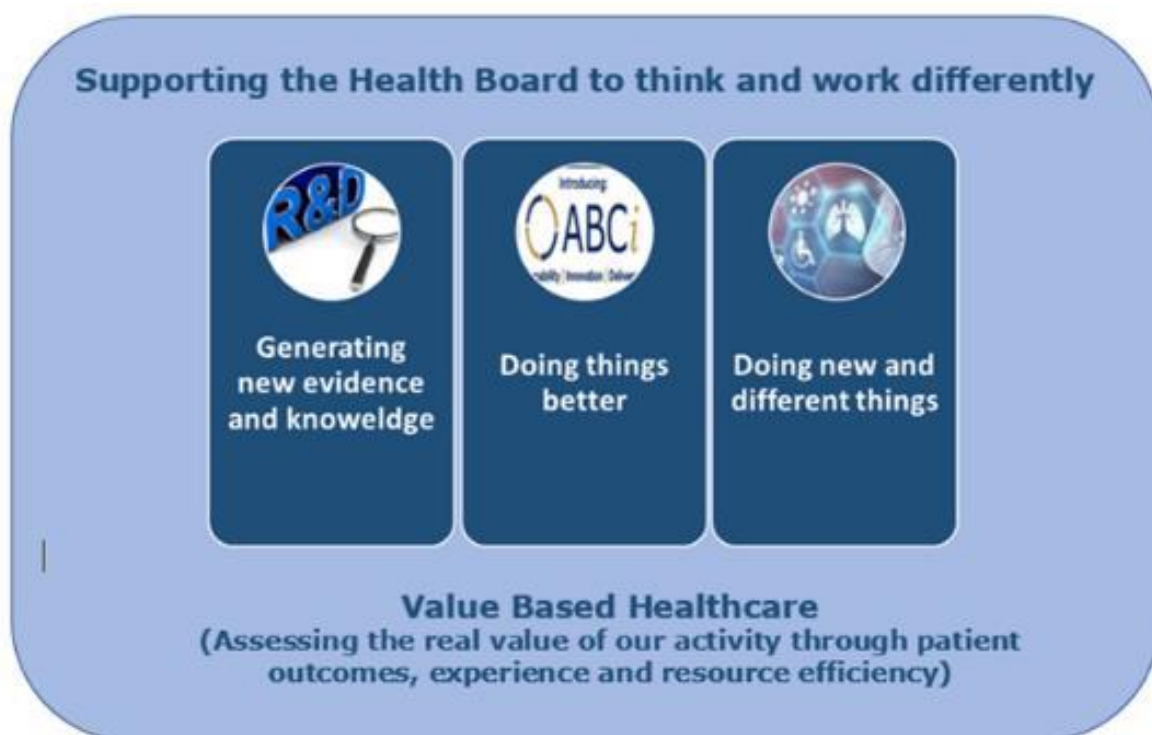 Supporting the Health Board to think and work differently
R&D
Generating
new evidence
and knoweldge
Introducing:
ABCi
Innovation
Doing things
better
Doing new and
different things
Value Based Healthcare
(Assessing the real value of our activity through patient
outcomes, experience and resource efficiency)